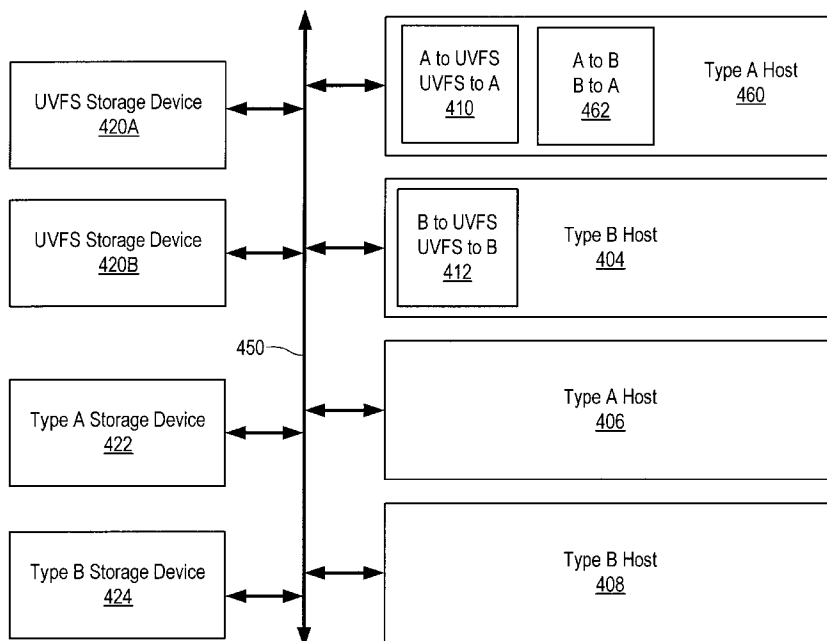 UVFS Storage Device
420A
UVFS Storage Device
420B
450
Type A Storage Device
422
Type B Storage Device
424
A to UVFS
UVFS to A
410
A to B
B to A
462
Type A Host
460
B to UVFS
UVFS to B
412
Type B Host
404
Type A Host
406
Type B Host
408